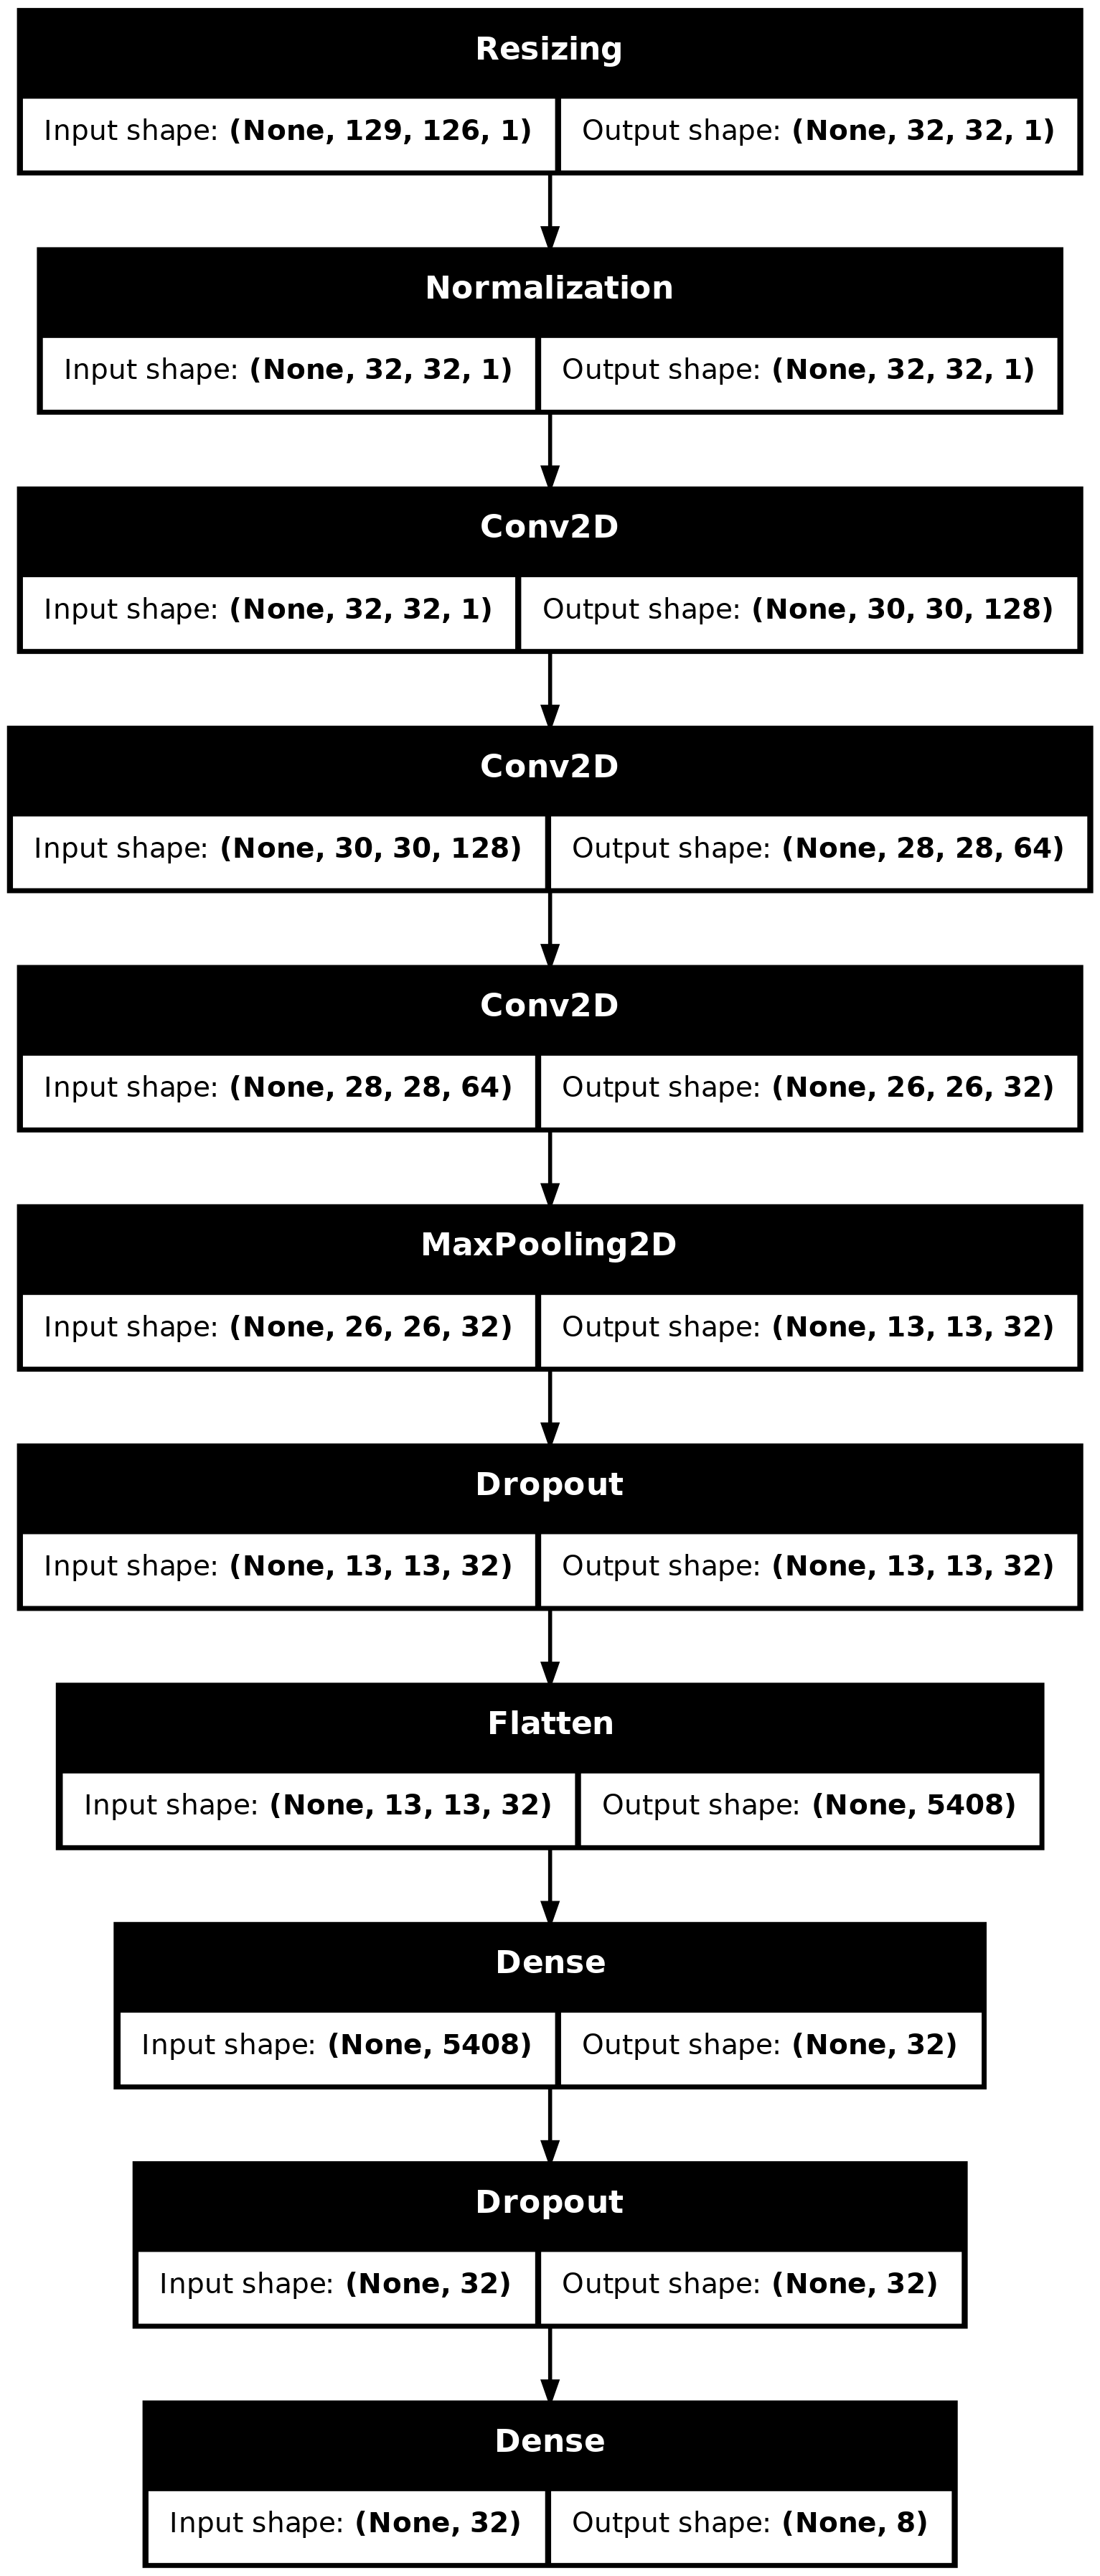 Resizing
Input shape: (None, 129, 126, 1) Output shape: (None, 32, 32, 1)
Normalization
Input shape: (None, 32, 32, 1) Output shape: (None, 32, 32, 1)
Conv2D
Input shape: (None, 32, 32, 1) Output shape: (None, 30, 30, 128)
Conv2D
Input shape: (None, 30, 30, 128) Output shape: (None, 28, 28, 64)
Conv2D
Input shape: (None, 28, 28, 64) Output shape: (None, 26, 26, 32)
MaxPooling2D
Input shape: (None, 26, 26, 32) Output shape: (None, 13, 13, 32)
Dropout
Input shape: (None, 13, 13, 32) Output shape: (None, 13, 13, 32)
Flatten
Input shape: (None, 13, 13, 32) Output shape: (None, 5408)
Dense
Input shape: (None, 5408) Output shape: (None, 32)
Dropout
Input shape: (None, 32) Output shape: (None, 32)
Dense
Input shape: (None, 32) Output shape: (None, 8)